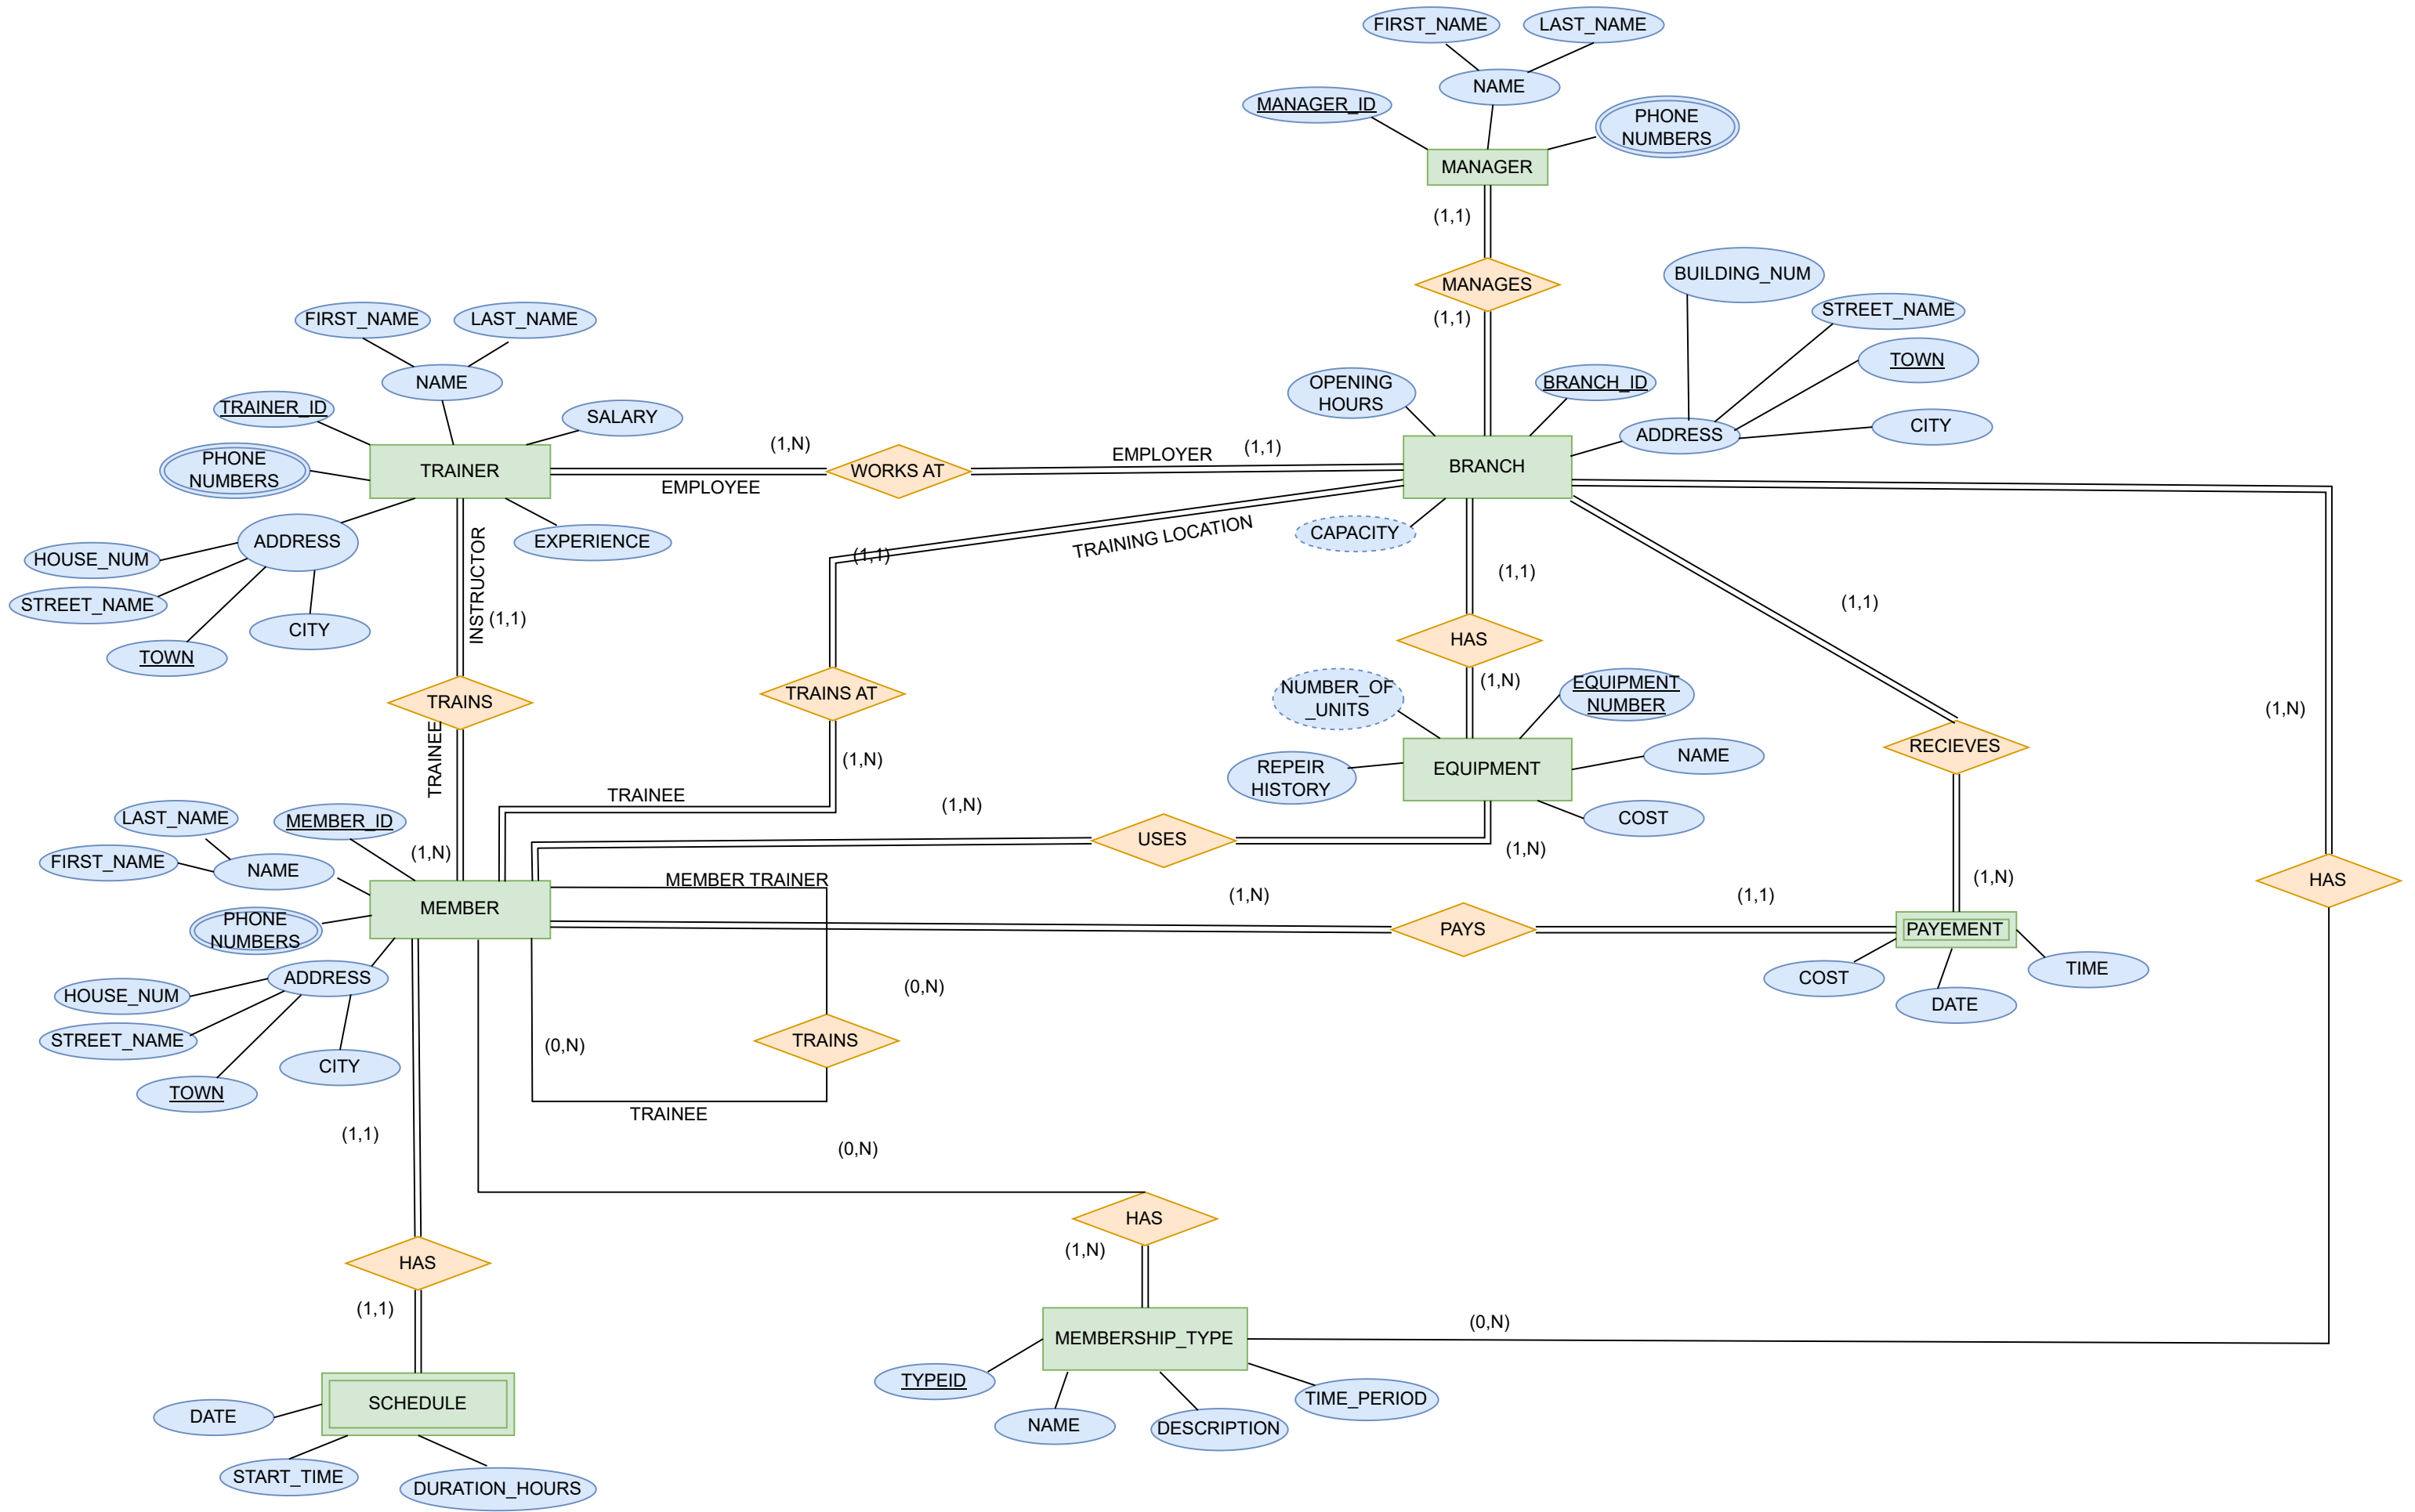 FIRST_NAME
LAST_NAME
NAME
MANAGER_ID
PHONE
NUMBERS
MANAGER
(1,1)
MANAGES
(1,1)
BUILDING_NUM
STREET_NAME
TOWN
CITY
ADDRESS
OPENING
HOURS
BRANCH_ID
BRANCH
CAPACITY
FIRST_NAME
LAST_NAME
NAME
TRAINER_ID
SALARY
PHONE
NUMBERS
TRAINER
(1,N)
EMPLOYEE
WORKS AT
EMPLOYER
(1,1)
ADDRESS
HOUSE_NUM
STREET_NAME
TOWN
CITY
EXPERIENCE
INSTRUCTOR
(1,1)
TRAINS
TRAINEE
(1,N)
(1,1)
TRAINING LOCATION
TRAINS AT
(1,N)
TRAINEE
(1,1)
HAS
(1,N)
NUMBER_OF
_UNITS
EQUIPMENT
NUMBER
REPEIR
HISTORY
EQUIPMENT
NAME
COST
(1,1)
RECIEVES
(1,N)
(1,N)
HAS
(1,N)
USES
(1,N)
LAST_NAME
MEMBER_ID
FIRST_NAME
NAME
PHONE
NUMBERS
MEMBER
MEMBER TRAINER
(1,N)
PAYS
(1,1)
PAYEMENT
COST
DATE
TIME
ADDRESS
HOUSE_NUM
STREET_NAME
TOWN
CITY
(0,N)
TRAINS
(0,N)
TRAINEE
(1,1)
HAS
(1,1)
(0,N)
HAS
(1,N)
MEMBERSHIP_TYPE
(0,N)
TYPEID
NAME
DESCRIPTION
TIME_PERIOD
SCHEDULE
DATE
START_TIME
DURATION_HOURS